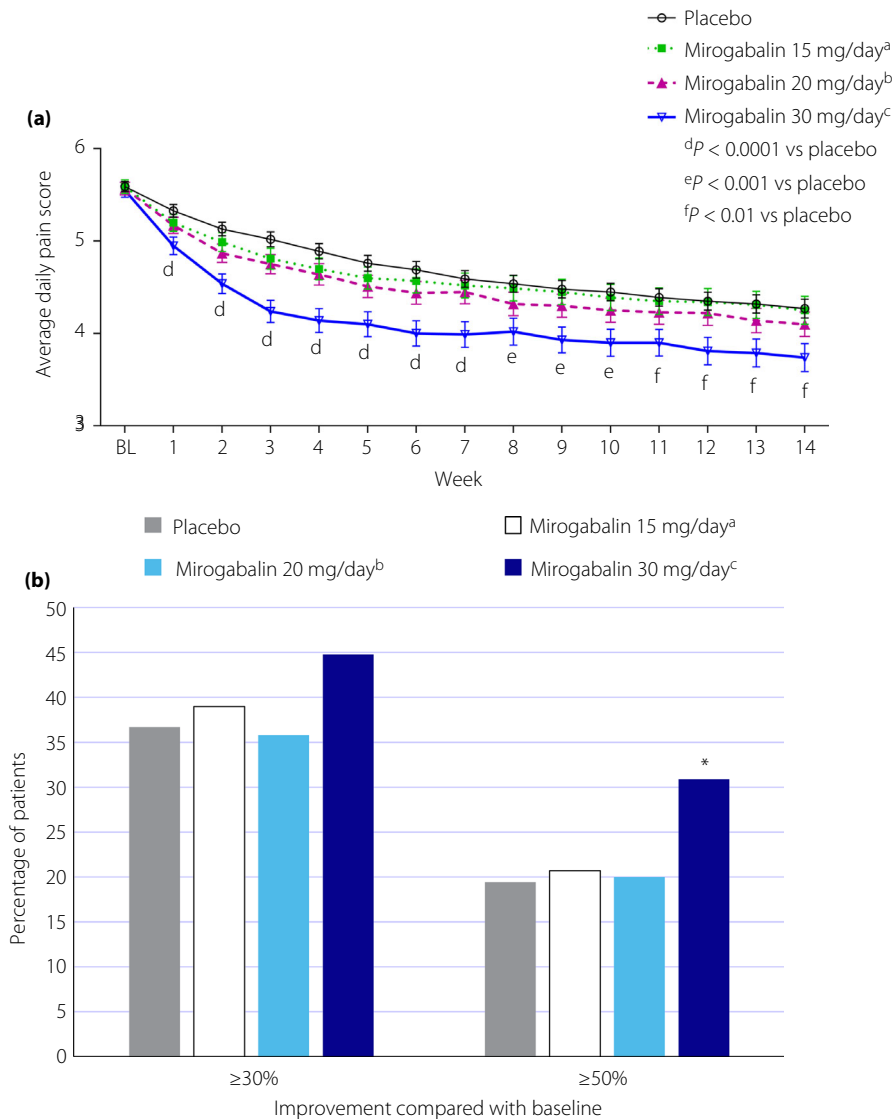 Placebo
Mirogabalin 15 mg/dayᵃ
Mirogabalin 20 mg/dayᵇ
Mirogabalin 30 mg/dayᶜ
ᵈP < 0.0001 vs placebo
ᵉP < 0.001 vs placebo
ᶠP < 0.01 vs placebo
(a)
Average daily pain score
6
5
4
3
d
d
d
d
d
d
d
e
e
e
f
f
f
f
BL 1 2 3 4 5 6 7 8 9 10 11 12 13 14
Week
Placebo
Mirogabalin 15 mg/dayᵃ
Mirogabalin 20 mg/dayᵇ
Mirogabalin 30 mg/dayᶜ
(b)
Percentage of patients
50
45
40
35
30
25
20
15
10
5
0
*
≥30% ≥50%
Improvement compared with baseline